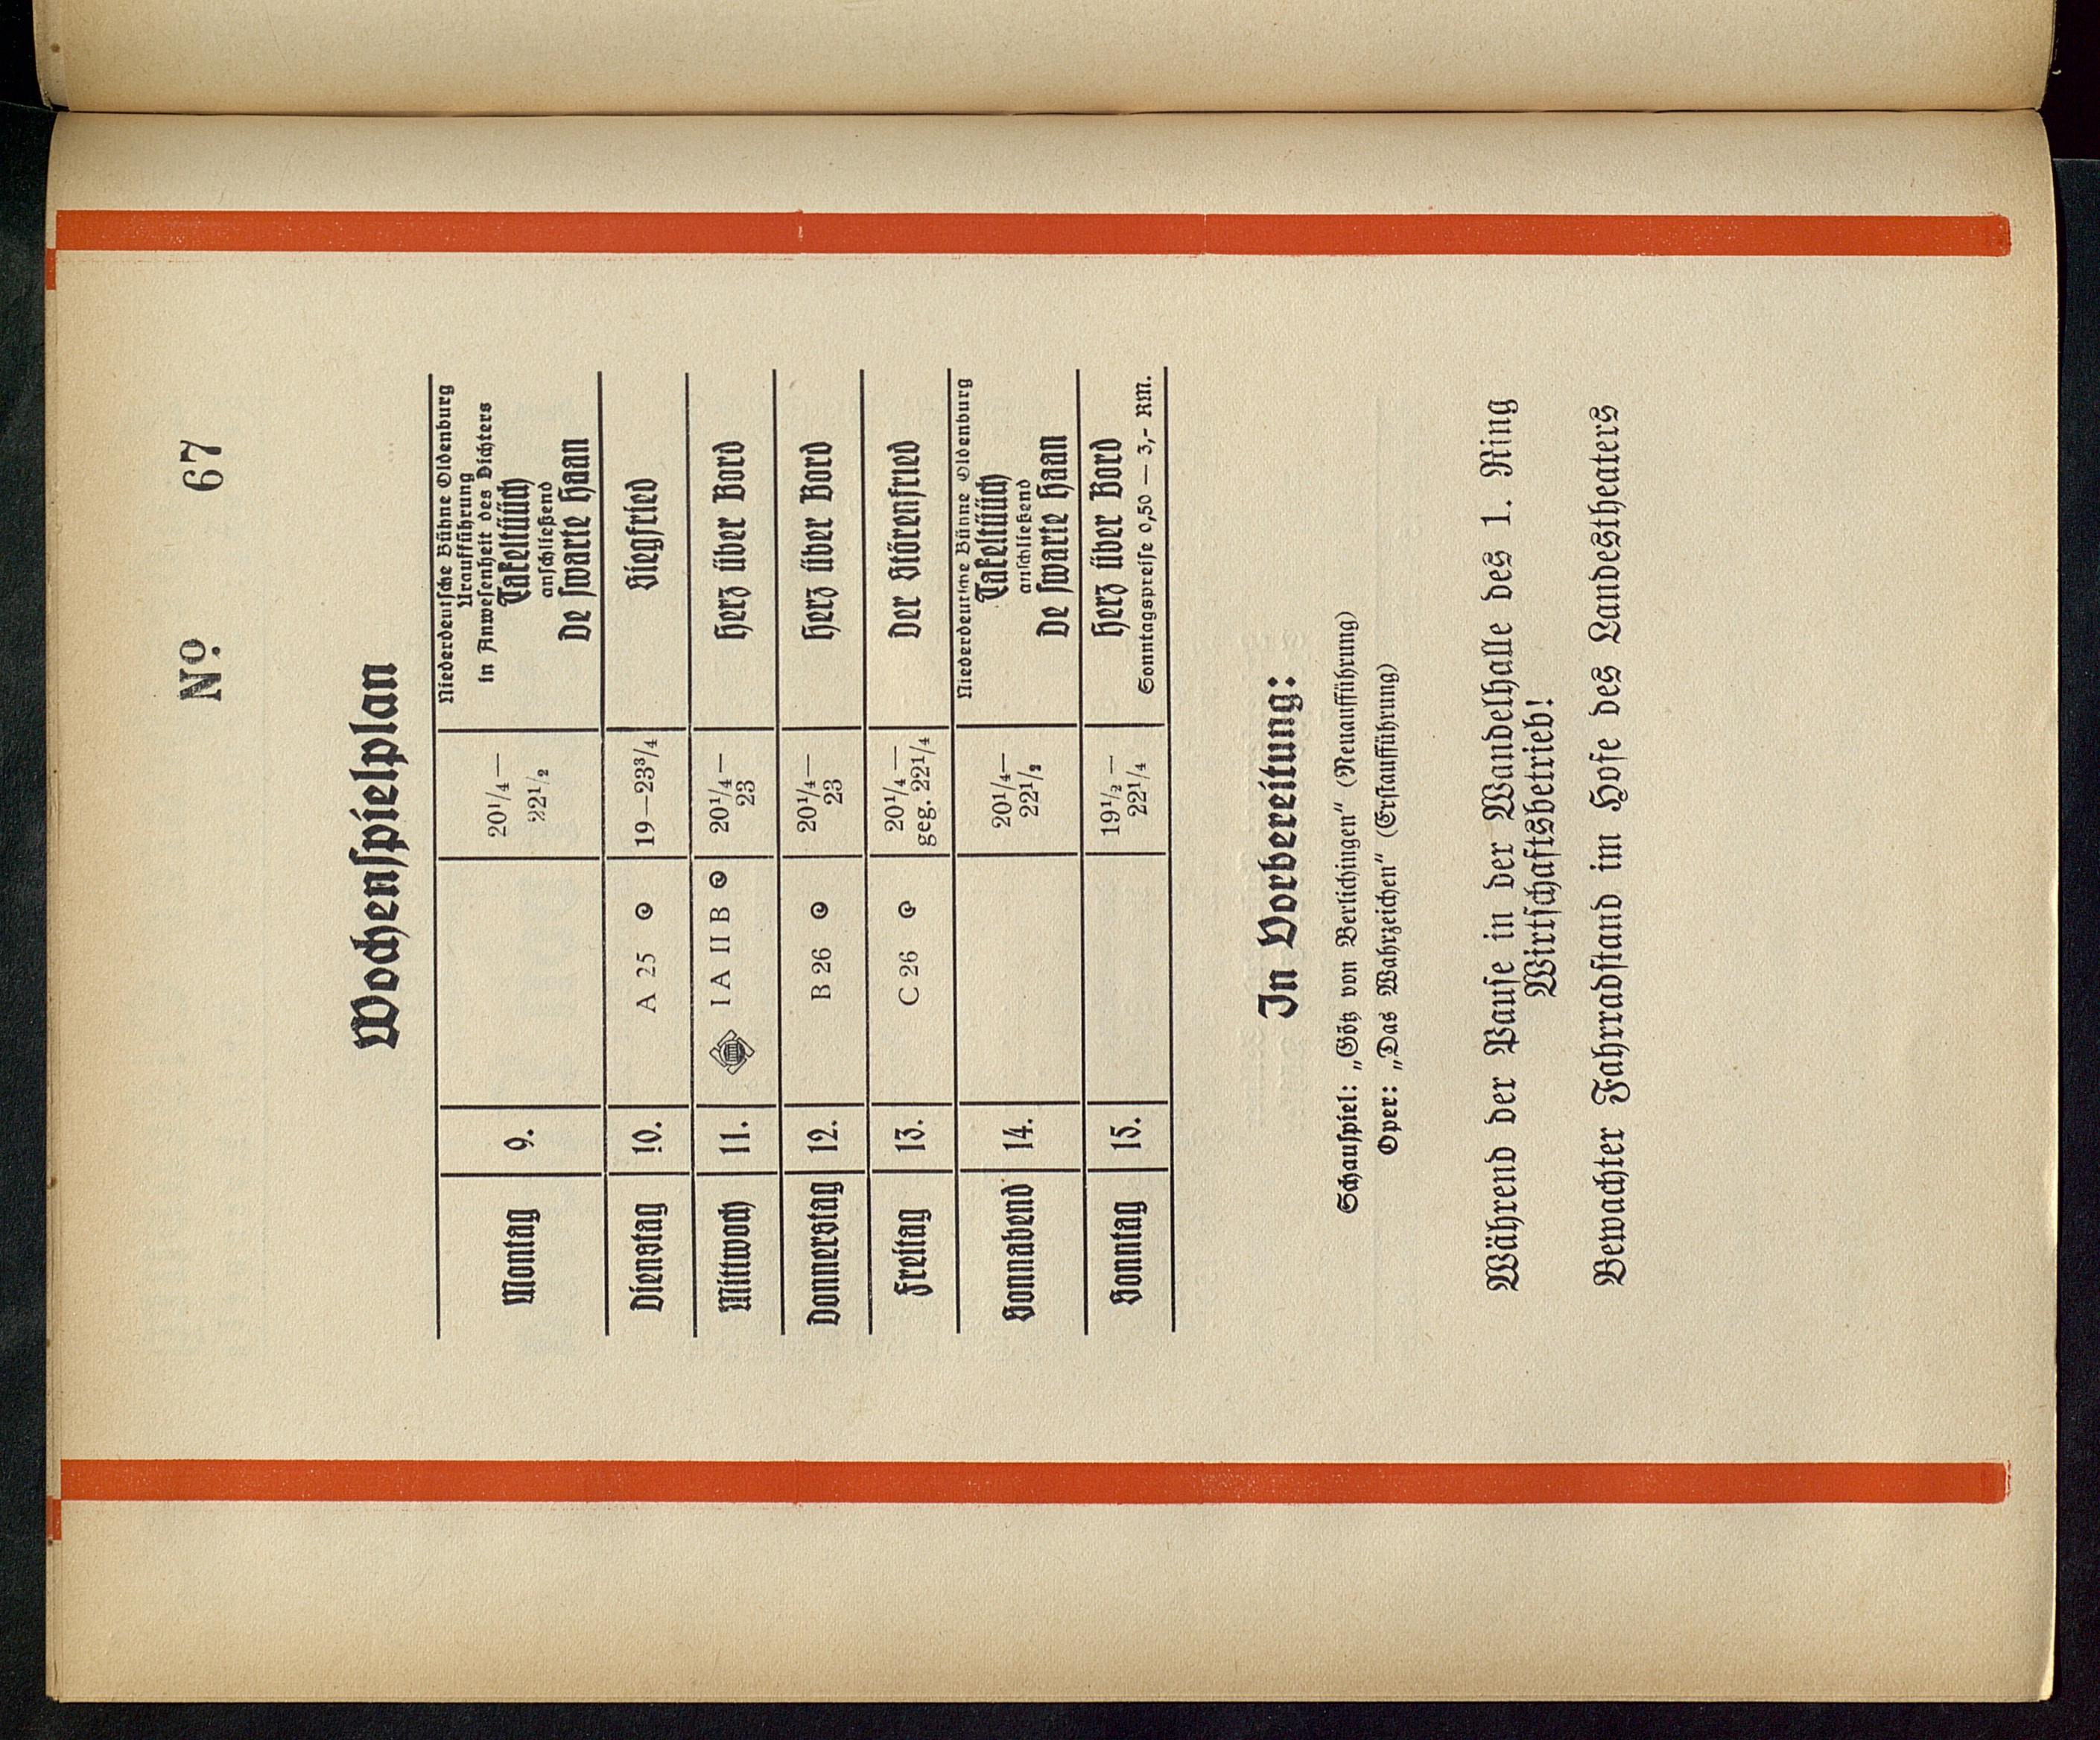 No. 67
Wochenspielplan
Montag 9. 20¼— 22½ Niederdeutsche Bühne Oldenburg
Uraufführung
in Anwesenheit des Dichters
Takeltüüch
anschließend
De swarte Haan
Dienstag 10. A 25 19—23¾ Siegfried
Mittwoch 11. I A II B 20¼— 23 Herz über Bord
Donnerstag 12. B 26 20¼— 23 Herz über Bord
Freitag 13. C 26 20¼— geg. 22¼ Der Störenfried
Sonnabend 14. 20¼— 22½ Niederdeutsche Bühne Oldenburg
Takeltüüch
anschließend
De swarte Haan
Sonntag 15. 19½— 22¼ Herz über Bord
Sonntagspreise 0,50 — 3,- RM.
In Vorbereitung:
Schauspiel: „Götz von Berlichingen“ (Neuaufführung)
Oper: „Das Wahrzeichen“ (Erstaufführung)
Während der Pause in der Wandelhalle des 1. Ring
Wirtschaftsbetrieb!
Bewachter Fahrradstand im Hofe des Landestheaters